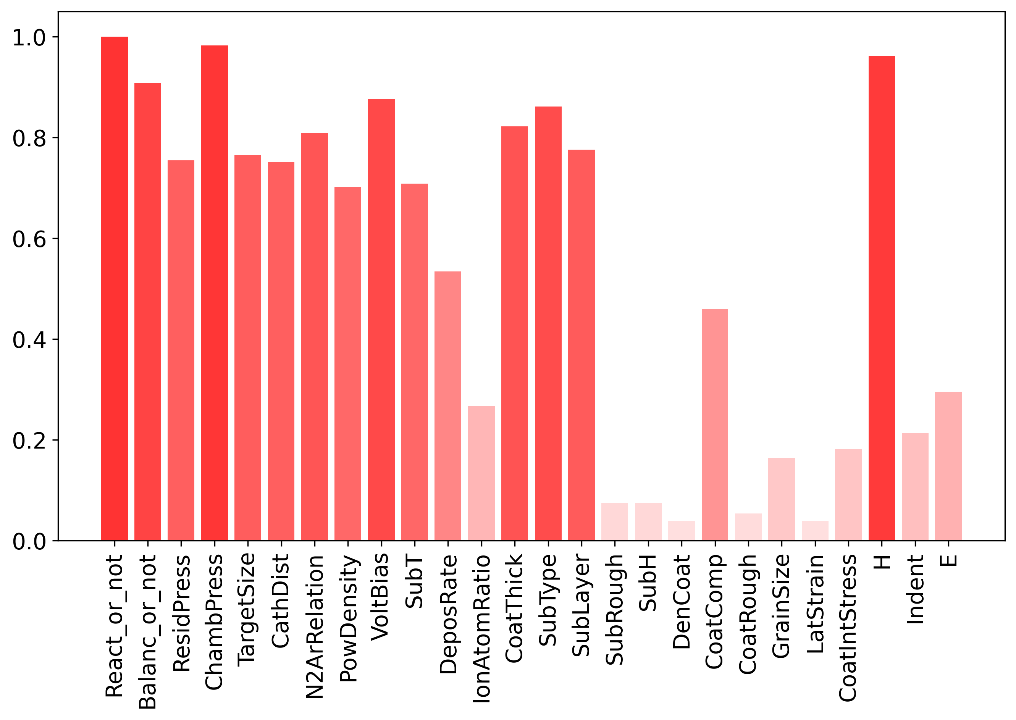 1.0
0.8
0.6
0.4
0.2
0.0
React_or_not
Balanc_or_not
ResidPress
ChambPress
TargetSize
CathDist
N2ArRelation
PowDensity
VoltBias
SubT
DeposRate
IonAtomRatio
CoatThick
SubType
SubLayer
SubRough
SubH
DenCoat
CoatComp
CoatRough
GrainSize
LatStrain
CoatIntStress
H
Indent
E